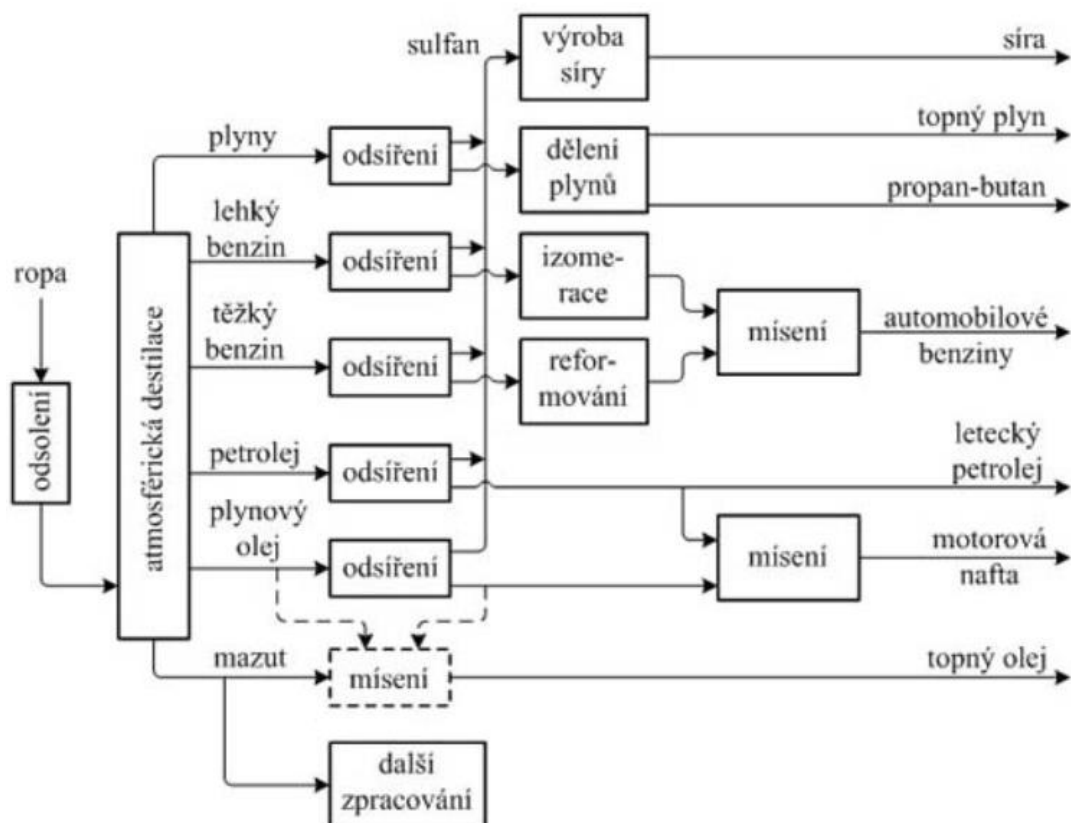 sulfan
výroba
síry
síra
plyny
odsíření
dělení
plynů
topný plyn
propan-butan
lehký
benzin
odsíření
izome-
race
ropa
těžký
benzin
odsíření
refor-
mování
mísení
automobilové
benziny
odsolení
atmosférická destilace
petrolej
odsíření
letecký
petrolej
plynový
olej
odsíření
mísení
motorová
nafta
mazut
mísení
topný olej
další
zpracování